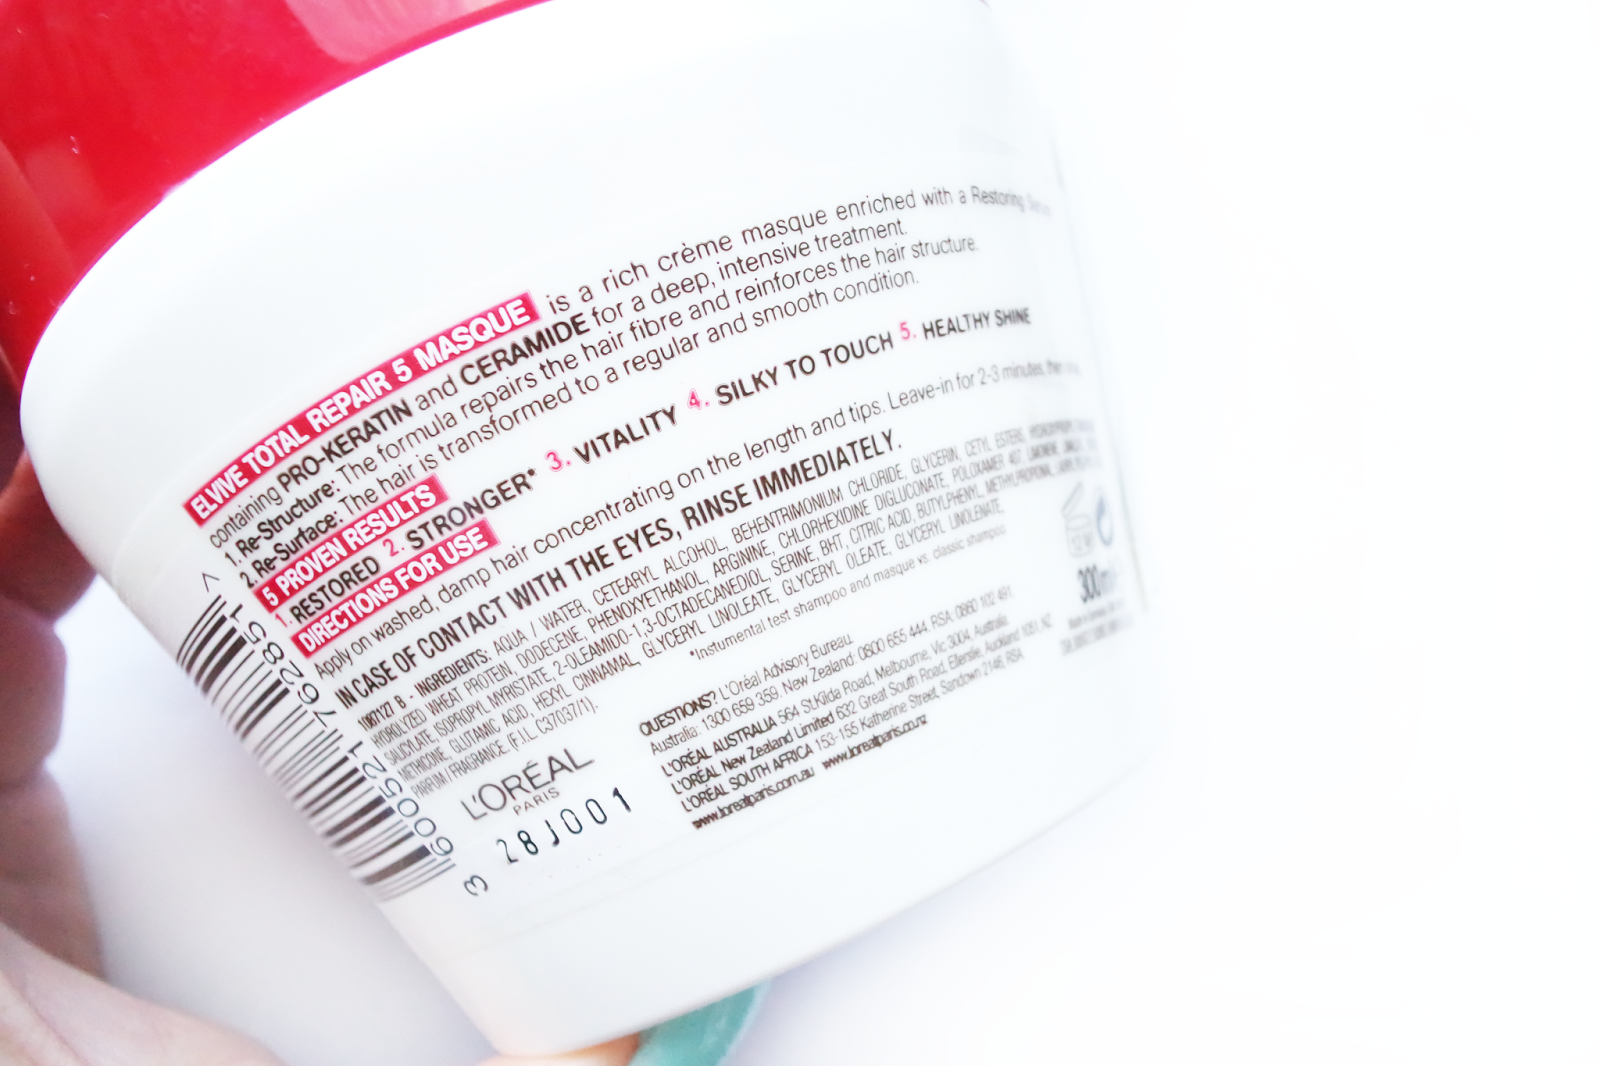 ELVIVE TOTAL REPAIR 5 MASQUE is a rich crème masque enriched with a Restoring
containing PRO-KERATIN and CERAMIDE for a deep, intensive treatment.
1. Re-Structure: The formula repairs the hair fibre and reinforces the hair structure.
2. Re-Surface: The hair is transformed to a regular and smooth condition.
5 PROVEN RESULTS
1. RESTORED 2. STRONGER* 3. VITALITY 4. SILKY TO TOUCH 5. HEALTHY SHINE
DIRECTIONS FOR USE
Apply on washed, damp hair concentrating on the length and tips. Leave-in for 2-3 minutes, then
IN CASE OF CONTACT WITH THE EYES, RINSE IMMEDIATELY.
1087127 B - INGREDIENTS: AQUA / WATER, CETEARYL ALCOHOL, BEHENTRIMONIUM CHLORIDE, GLYCERIN, CETYL ESTERS,
HYDROLYZED WHEAT PROTEIN, DODECENE, PHENOXYETHANOL, ARGININE, CHLORHEXIDINE DIGLUCONATE, POLOXAMER 407, LIMONENE,
SALICYLATE, ISOPROPYL MYRISTATE, 2-OLEAMIDO-1,3-OCTADECANEDIOL, SERINE, BHT, CITRIC ACID, BUTYLPHENYL METHYLPROPIONAL,
METHICONE, GLUTAMIC ACID, HEXYL CINNAMAL, GLYCERYL LINOLEATE, GLYCERYL OLEATE, GLYCERYL LINOLENATE,
PARFUM / FRAGRANCE. (F.I.L. C37037/1).
*Instumental test shampoo and masque vs. classic shampoo
L'ORÉAL
PARIS
28J001
QUESTIONS? L'Oréal Advisory Bureau.
Australia: 1300 659 359. New Zealand: 0800 655 444. RSA: 0860 102 491.
L'ORÉAL AUSTRALIA 564 St.Kilda Road, Melbourne, Vic 3004, Australia.
L'ORÉAL New Zealand Limited 632 Great South Road, Ellerslie, Auckland 1051, NZ
L'ORÉAL SOUTH AFRICA 153-155 Katherine Street, Sandown 2146, RSA
www.lorealparis.com.au www.lorealparis.co.nz
300ml
12 M
3 600521 762851 >